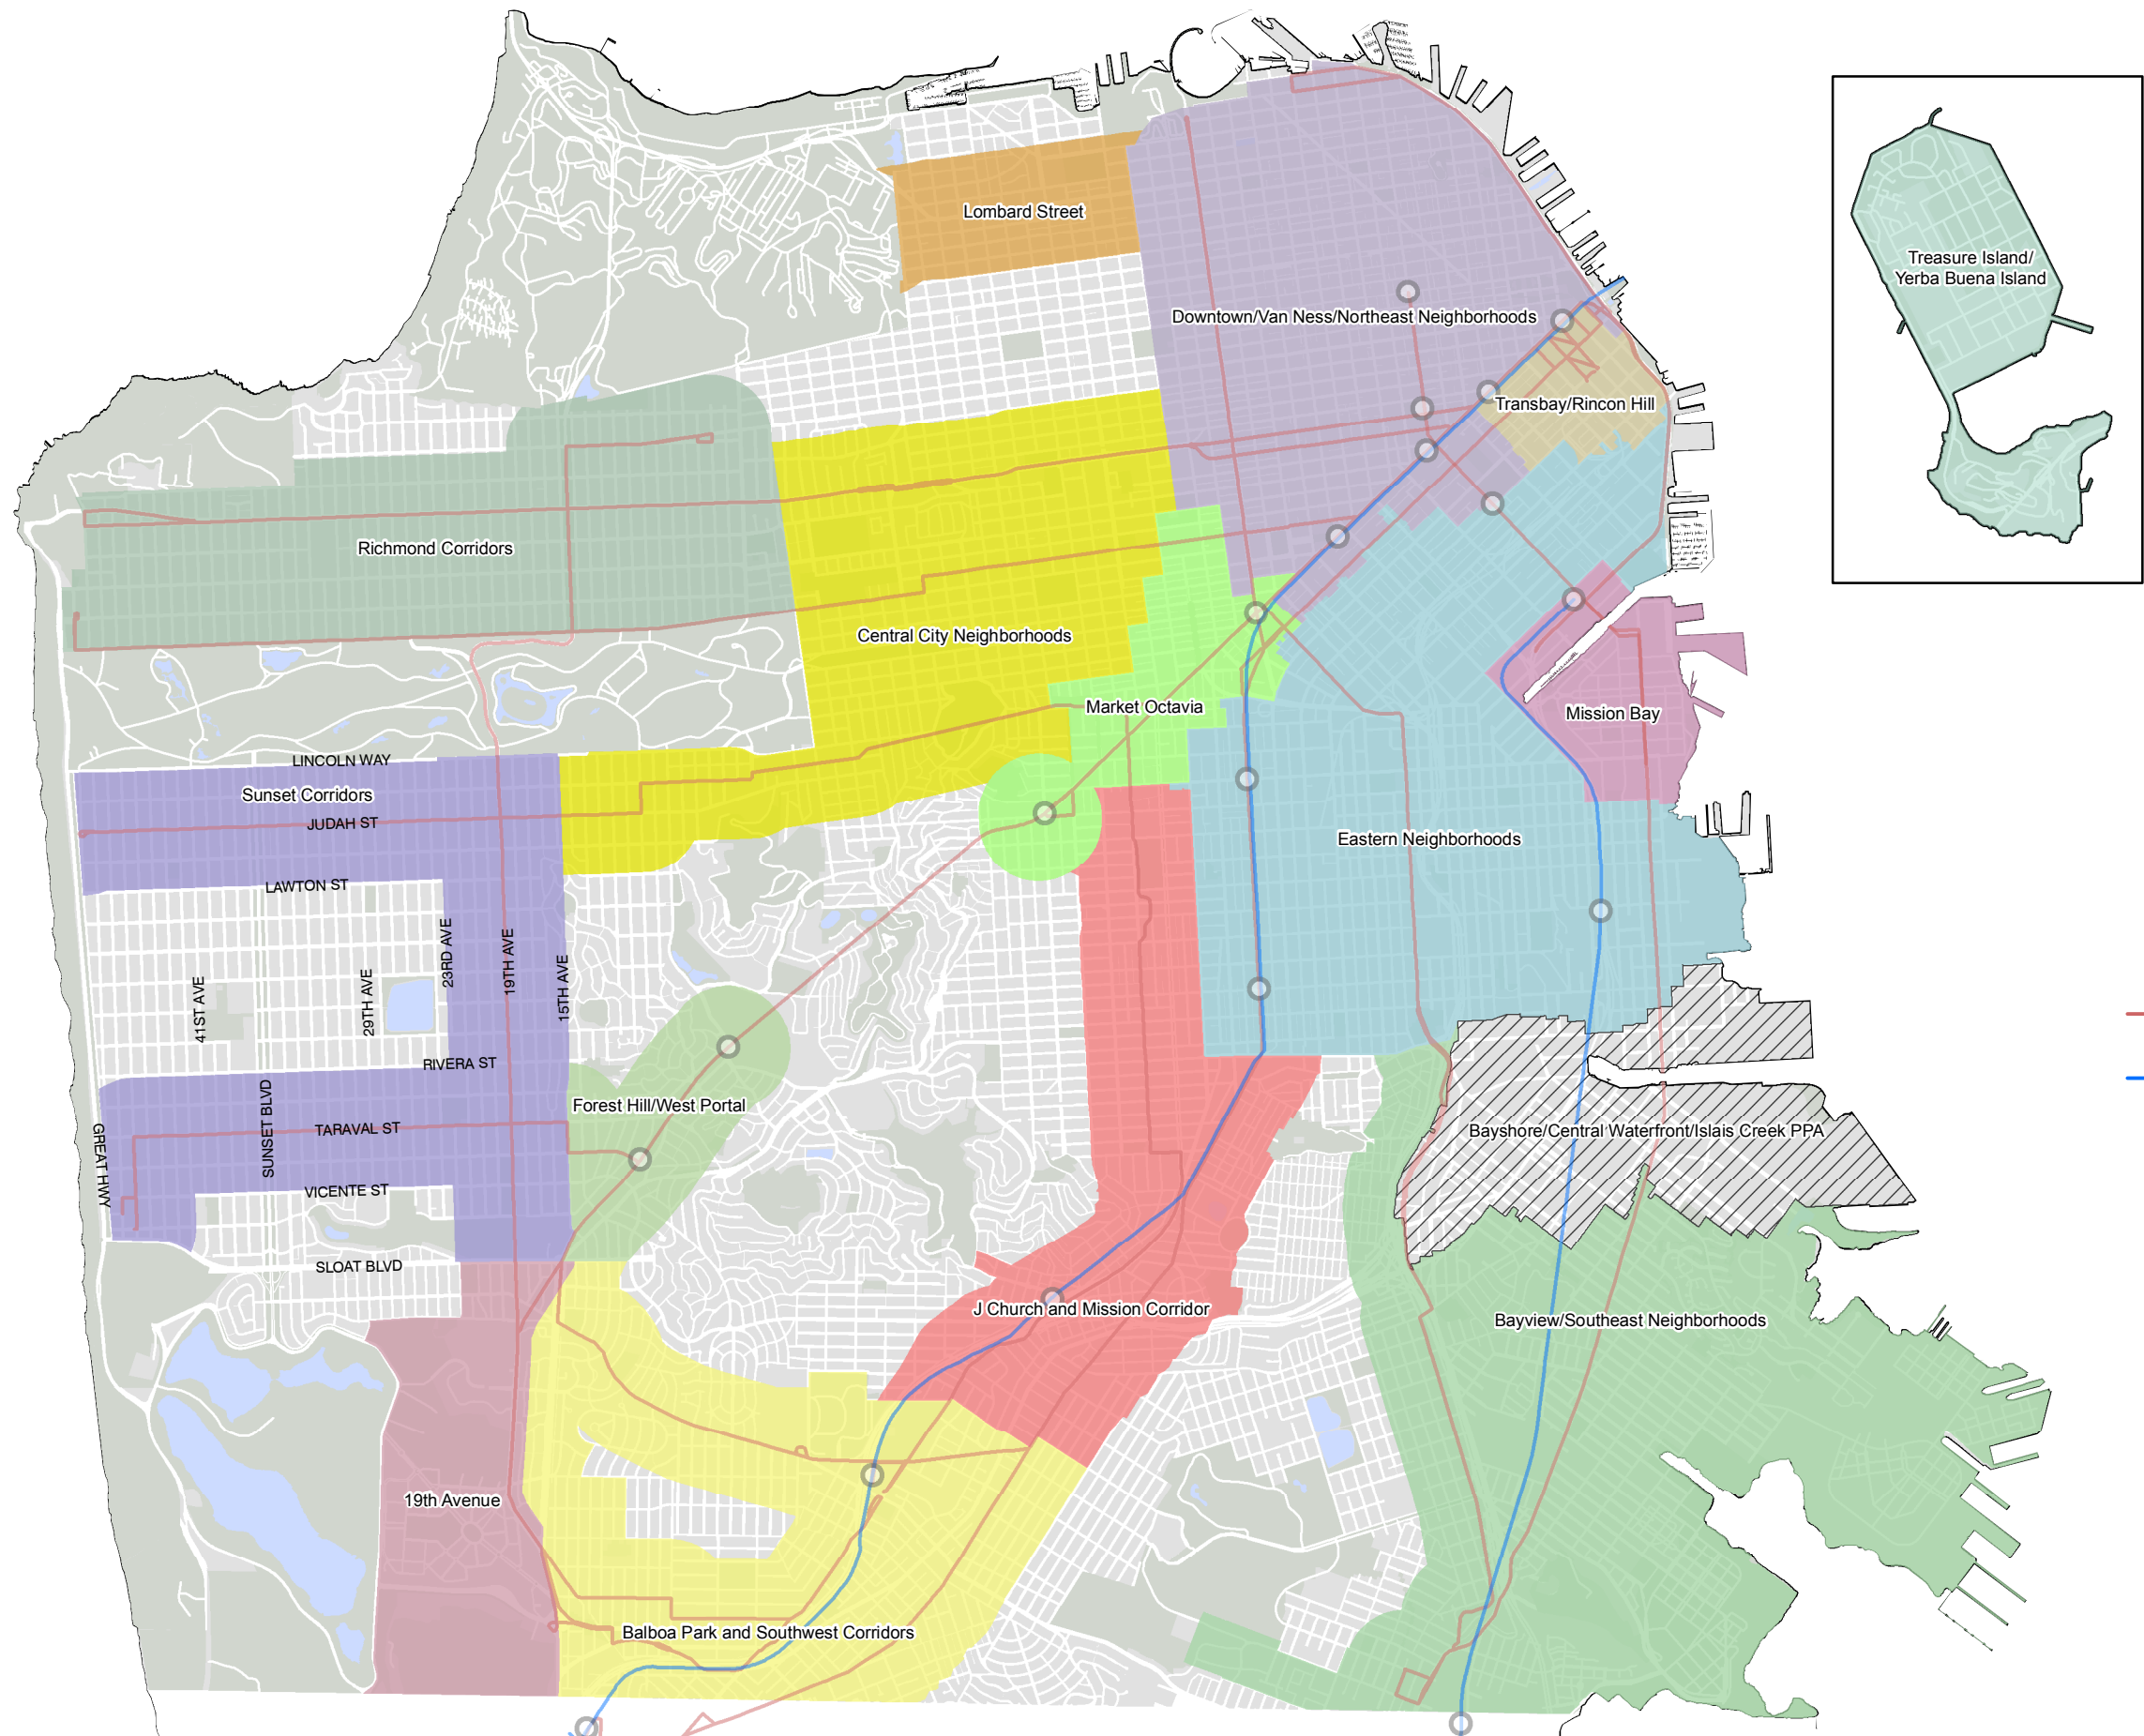 Lombard Street
Treasure Island/
Yerba Buena Island
Downtown/Van Ness/Northeast Neighborhoods
Transbay/Rincon Hill
Richmond Corridors
Central City Neighborhoods
Market Octavia
Mission Bay
LINCOLN WAY
Sunset Corridors
JUDAH ST
Eastern Neighborhoods
LAWTON ST
23RD AVE
19TH AVE
15TH AVE
41ST AVE
29TH AVE
RIVERA ST
Forest Hill/West Portal
SUNSET BLVD
TARAVAL ST
GREAT HWY
Bayshore/Central Waterfront/Islais Creek PPA
VICENTE ST
SLOAT BLVD
J Church and Mission Corridor
Bayview/Southeast Neighborhoods
19th Avenue
Balboa Park and Southwest Corridors